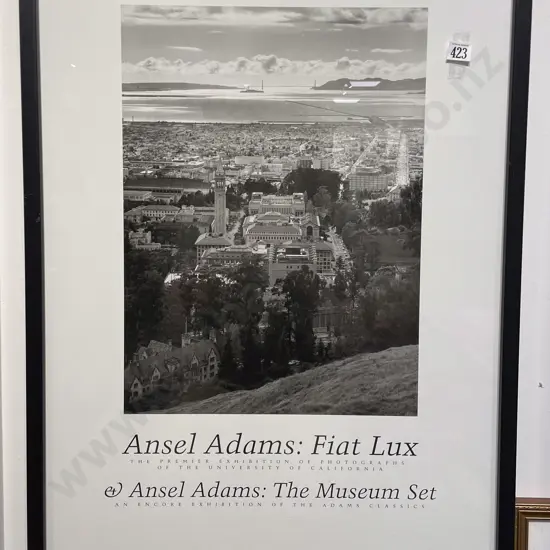 423
Ansel Adams: Fiat Lux
THE PREMIER EXHIBITION OF PHOTOGRAPHS
OF THE UNIVERSITY OF CALIFORNIA
& Ansel Adams: The Museum Set
AN ENCORE EXHIBITION OF THE ADAMS CLASSICS